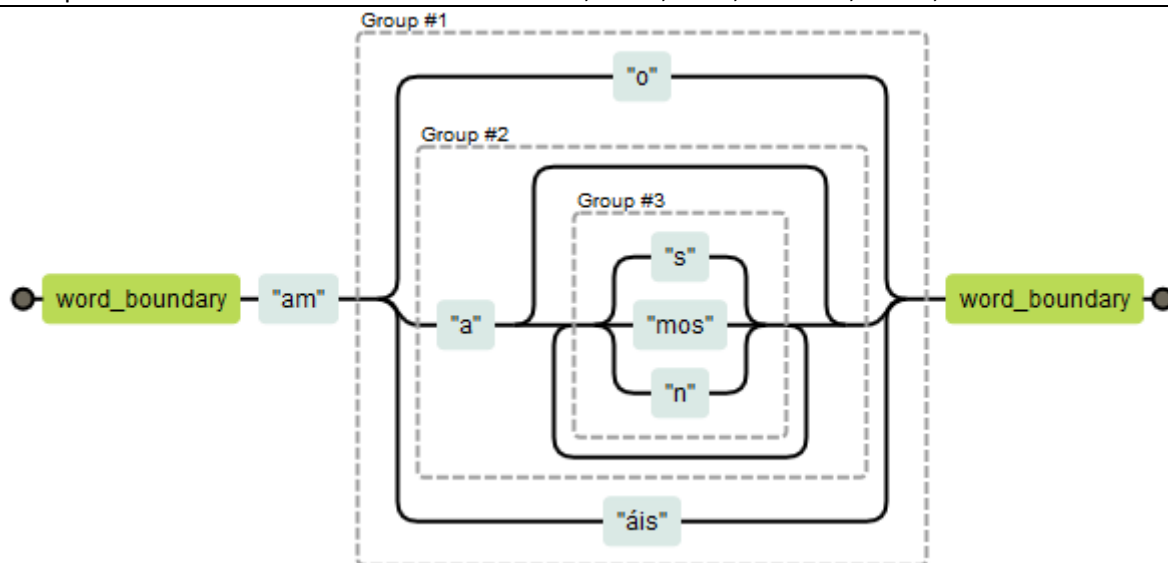 Group #1
"o"
Group #2
Group #3
"s"
word_boundary "am" "a" "mos" word_boundary
"n"
"áis"